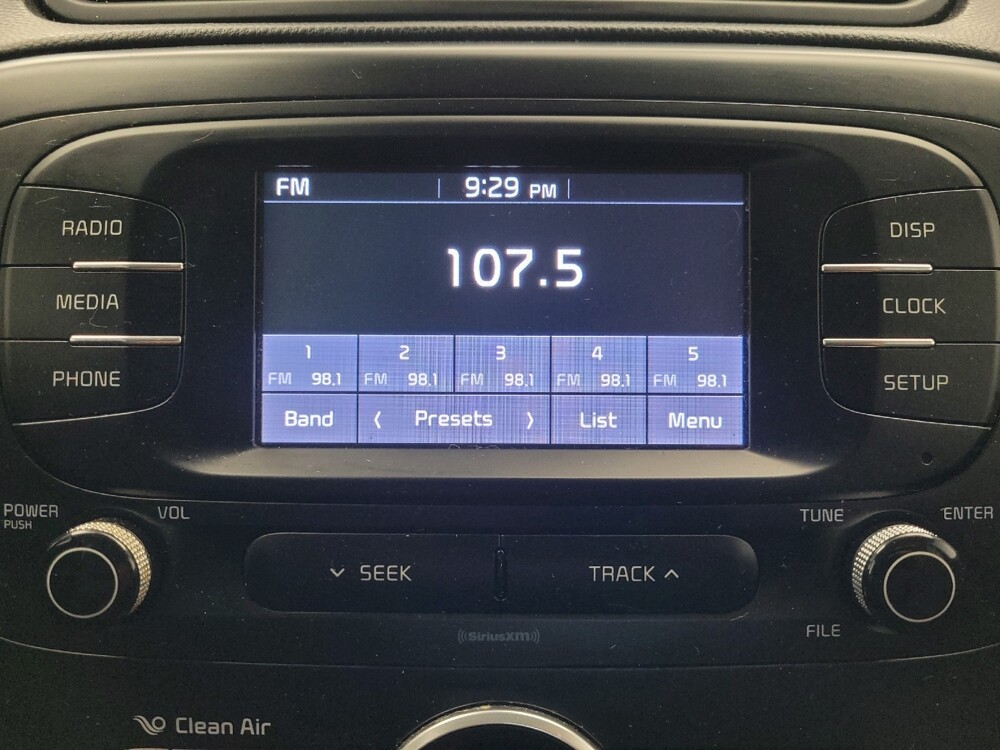 FM 9:29 PM
RADIO
MEDIA
PHONE
107.5
1 2 3 4 5
FM 98.1 FM 98.1 FM 98.1 FM 98.1 FM 98.1
Band ⟨ Presets ⟩ List Menu
DISP
CLOCK
SETUP
POWER
PUSH
VOL
SEEK
TRACK
TUNE
ENTER
FILE
((SiriusXM))
Clean Air